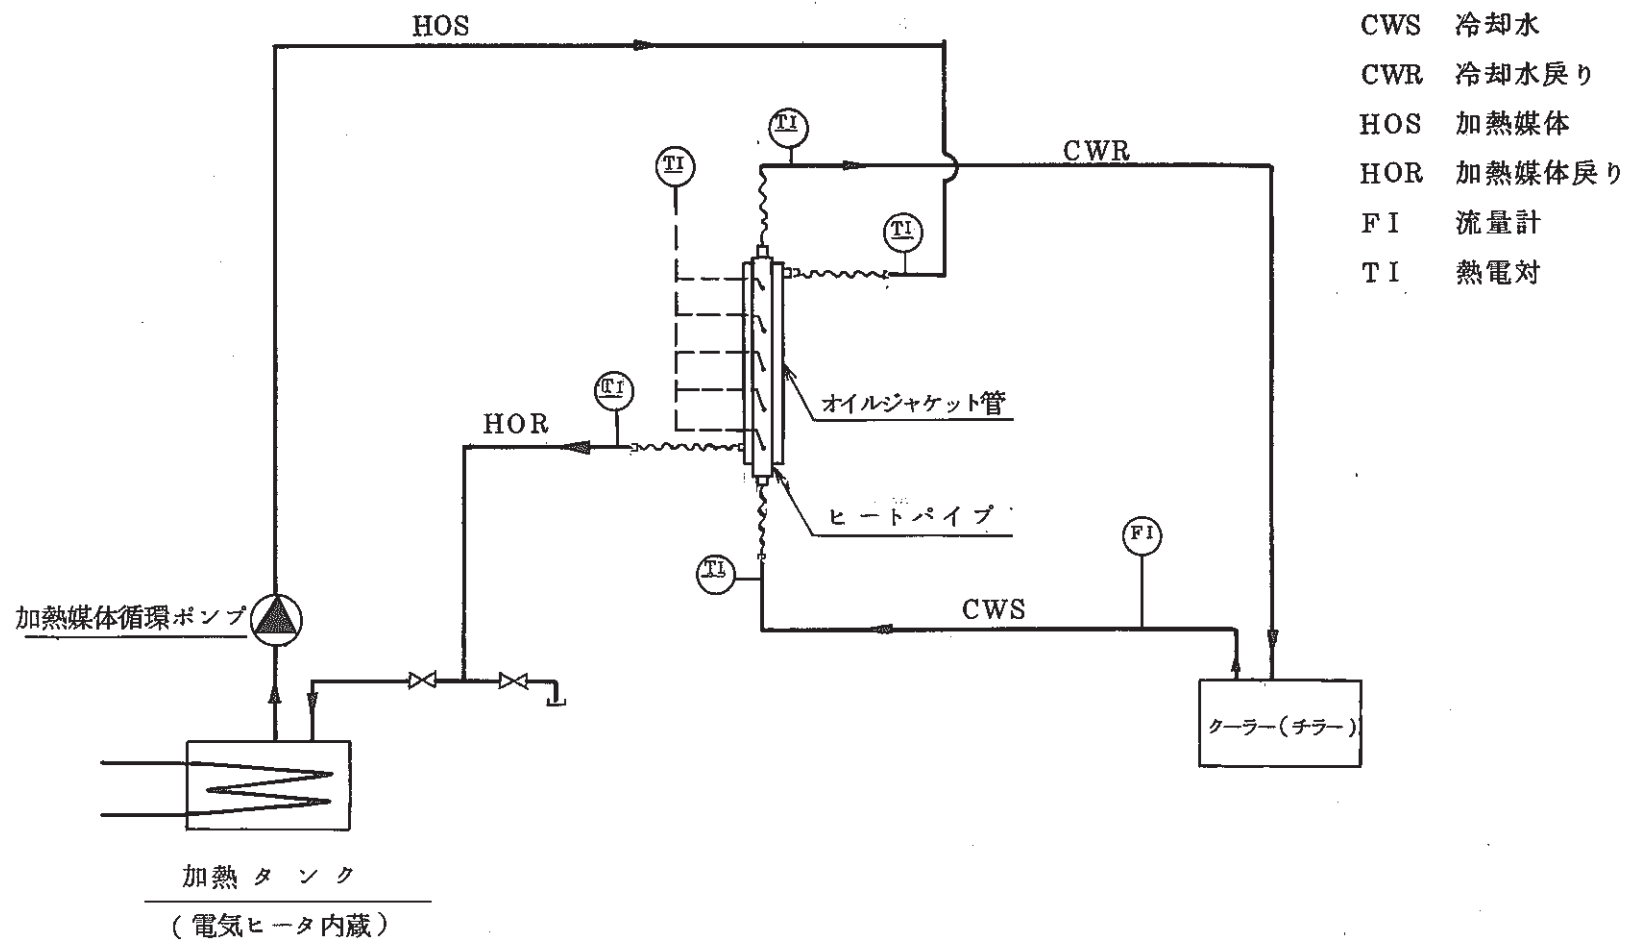 HOS
CWS 冷却水
CWR 冷却水戻り
HOS 加熱媒体
HOR 加熱媒体戻り
FI 流量計
TI 熱電対
TI
TI
CWR
TI
TI
オイルジャケット管
HOR
ヒートパイプ
FI
TI
CWS
加熱媒体循環ポンプ
クーラー(チラー)
加熱タンク
(電気ヒータ内蔵)